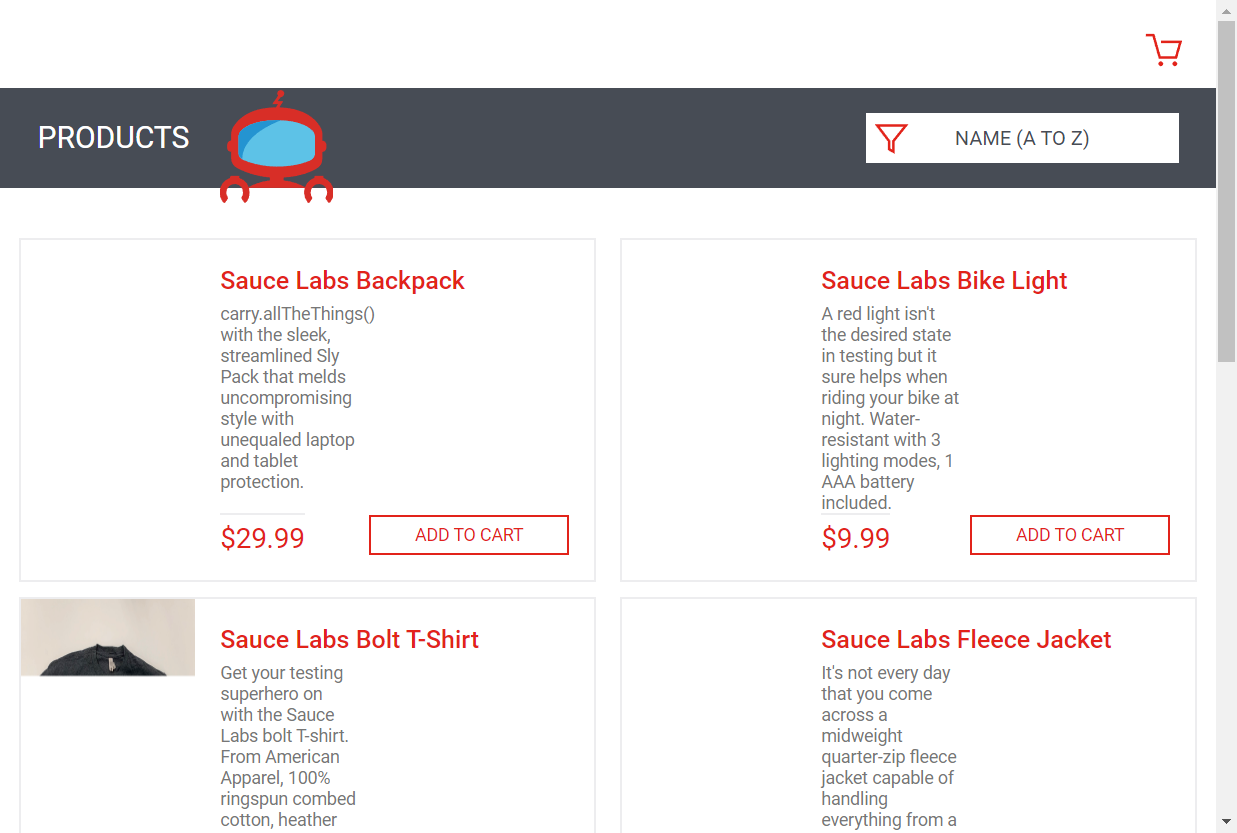 PRODUCTS
NAME (A TO Z)
Sauce Labs Backpack
carry.allTheThings()
with the sleek,
streamlined Sly
Pack that melds
uncompromising
style with
unequaled laptop
and tablet
protection.
$29.99
ADD TO CART
Sauce Labs Bike Light
A red light isn't
the desired state
in testing but it
sure helps when
riding your bike at
night. Water-
resistant with 3
lighting modes, 1
AAA battery
included.
$9.99
ADD TO CART
Sauce Labs Bolt T-Shirt
Get your testing
superhero on
with the Sauce
Labs bolt T-shirt.
From American
Apparel, 100%
ringspun combed
cotton, heather
Sauce Labs Fleece Jacket
It's not every day
that you come
across a
midweight
quarter-zip fleece
jacket capable of
handling
everything from a